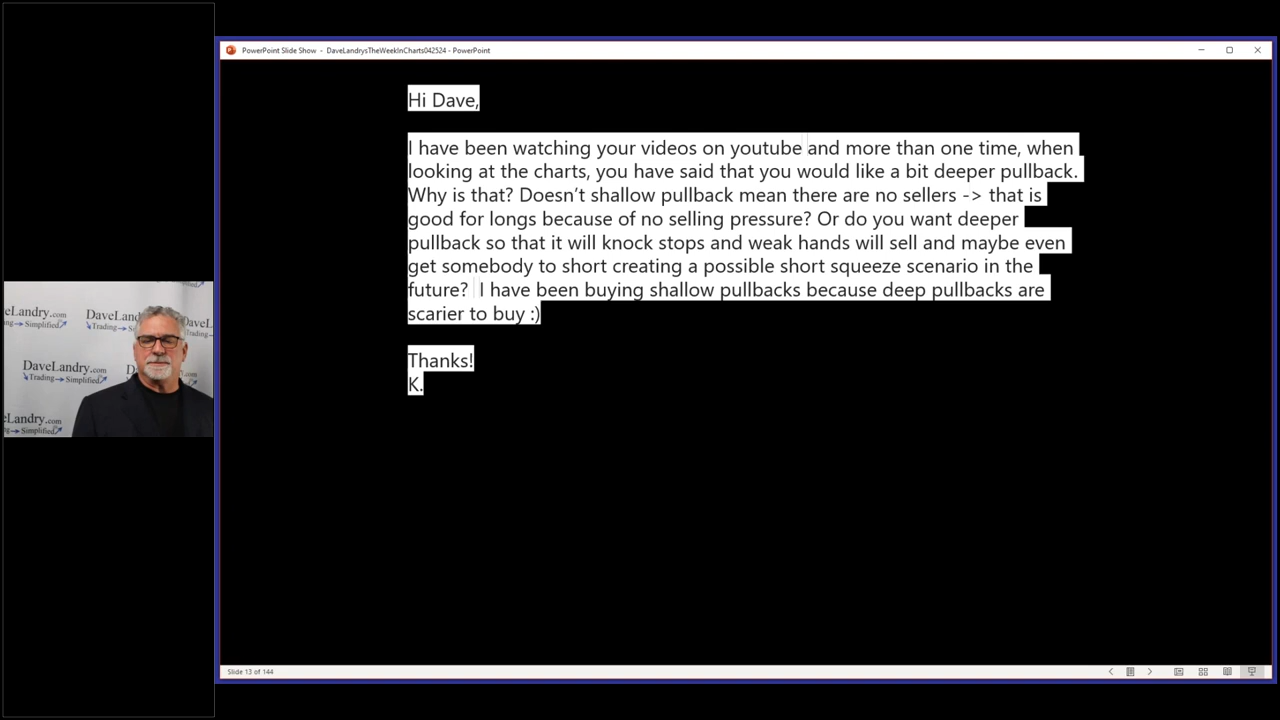 PowerPoint Slide Show - DaveLandrysTheWeekInCharts042524 - PowerPoint
Hi Dave,
I have been watching your videos on youtube and more than one time, when
looking at the charts, you have said that you would like a bit deeper pullback.
Why is that? Doesn’t shallow pullback mean there are no sellers -> that is
good for longs because of no selling pressure? Or do you want deeper
pullback so that it will knock stops and weak hands will sell and maybe even
get somebody to short creating a possible short squeeze scenario in the
future? I have been buying shallow pullbacks because deep pullbacks are
scarier to buy :)
Thanks!
K.
DaveLandry.com
Trading Simplified
Slide 13 of 144